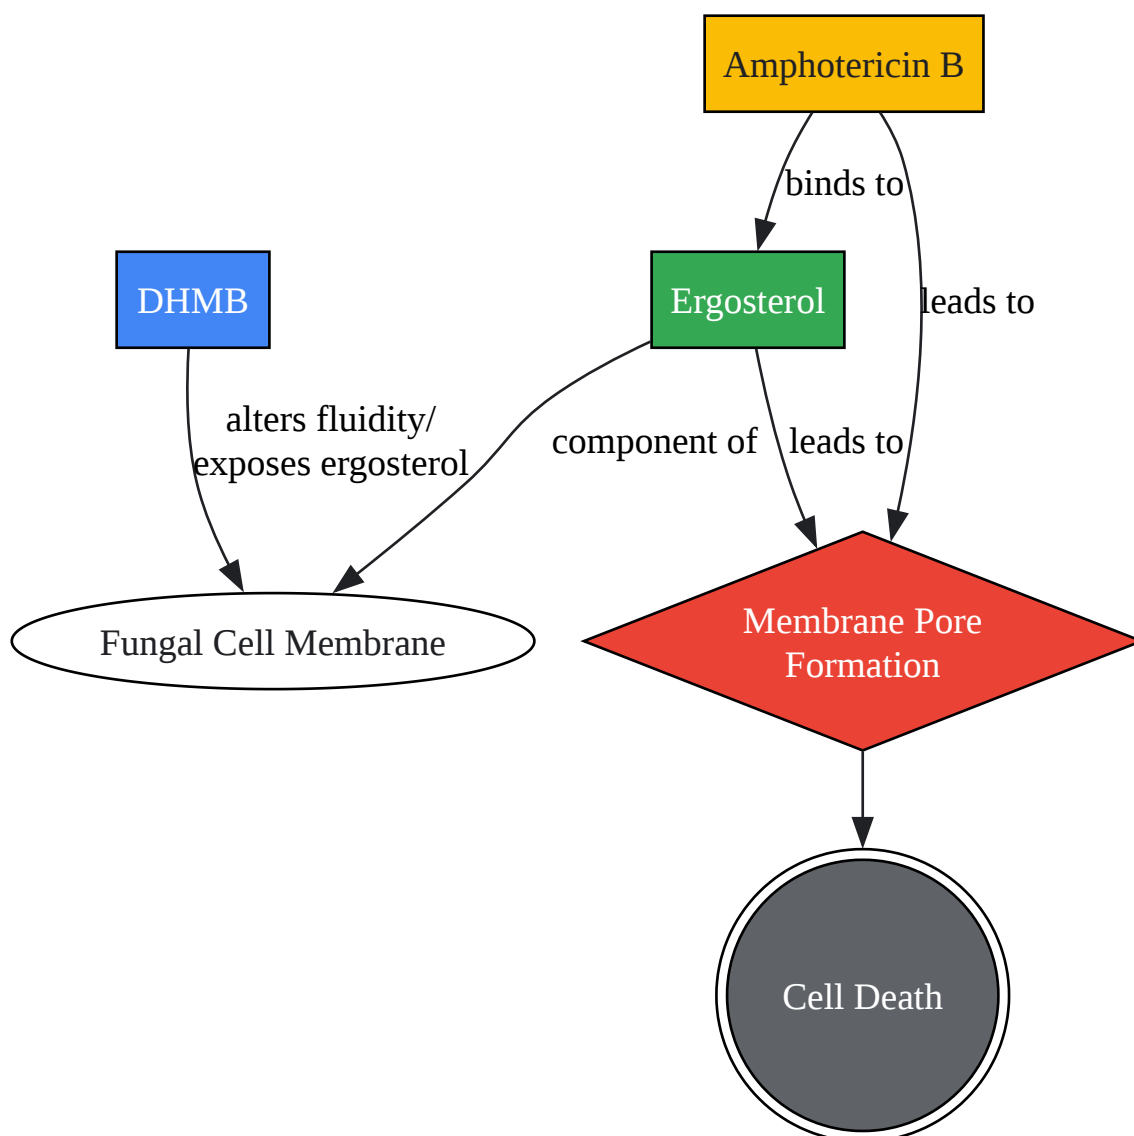 Amphotericin B
binds to
DHMB
Ergosterol
leads to
alters fluidity/
exposes ergosterol
component of
leads to
Fungal Cell Membrane
Membrane Pore
Formation
Cell Death